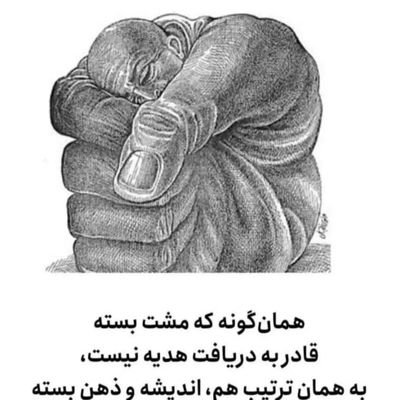 همان‌گونه که مشت بسته
قادر به دریافت هدیه نیست،
به همان ترتیب هم، اندیشه و ذهن بسته